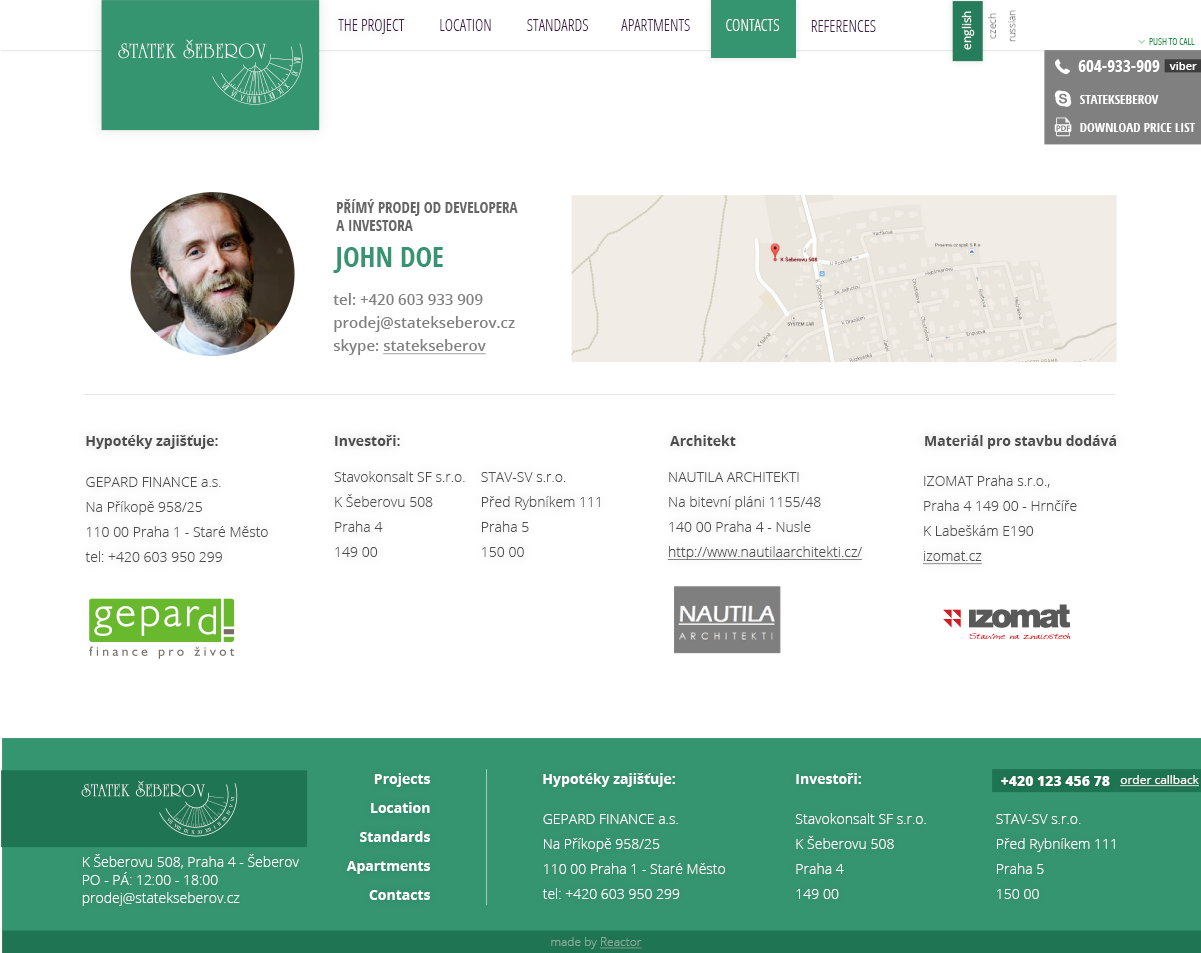 STATEK ŠEBEROV
THE PROJECT
LOCATION
STANDARDS
APARTMENTS
CONTACTS
REFERENCES
english
czech
russian
PUSH TO CALL
604-933-909 viber
STATEKSEBEROV
PDF DOWNLOAD PRICE LIST
PŘÍMÝ PRODEJ OD DEVELOPERA
A INVESTORA
JOHN DOE
tel: +420 603 933 909
prodej@statekseberov.cz
skype: statekseberov
K Šeberovu 508
K Šeberovu
SYSTEM CAR
Hypotéky zajišťuje:
GEPARD FINANCE a.s.
Na Příkopě 958/25
110 00 Praha 1 - Staré Město
tel: +420 603 950 299
gepard
finance pro život
Investoři:
Stavokonsalt SF s.r.o.
K Šeberovu 508
Praha 4
149 00
STAV-SV s.r.o.
Před Rybníkem 111
Praha 5
150 00
Architekt
NAUTILA ARCHITEKTI
Na bitevní pláni 1155/48
140 00 Praha 4 - Nusle
http://www.nautilaarchitekti.cz/
NAUTILA
ARCHITEKTI
Materiál pro stavbu dodává
IZOMAT Praha s.r.o.,
Praha 4 149 00 - Hrnčíře
K Labeškám E190
izomat.cz
izomat
Stavíme na znalostech
STATEK ŠEBEROV
K Šeberovu 508, Praha 4 - Šeberov
PO - PÁ: 12:00 - 18:00
prodej@statekseberov.cz
Projects
Location
Standards
Apartments
Contacts
Hypotéky zajišťuje:
GEPARD FINANCE a.s.
Na Příkopě 958/25
110 00 Praha 1 - Staré Město
tel: +420 603 950 299
Investoři:
Stavokonsalt SF s.r.o.
K Šeberovu 508
Praha 4
149 00
+420 123 456 78 order callback
STAV-SV s.r.o.
Před Rybníkem 111
Praha 5
150 00
made by Reactor